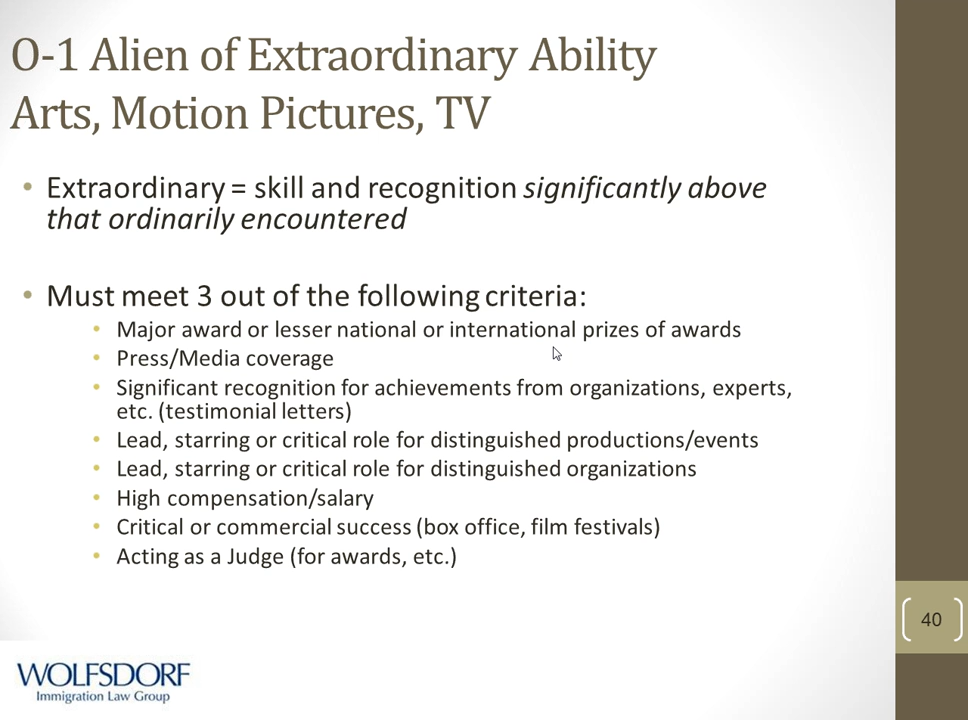 O-1 Alien of Extraordinary Ability
Arts, Motion Pictures, TV
• Extraordinary = skill and recognition significantly above
that ordinarily encountered
• Must meet 3 out of the following criteria:
• Major award or lesser national or international prizes of awards
• Press/Media coverage
• Significant recognition for achievements from organizations, experts,
etc. (testimonial letters)
• Lead, starring or critical role for distinguished productions/events
• Lead, starring or critical role for distinguished organizations
• High compensation/salary
• Critical or commercial success (box office, film festivals)
• Acting as a Judge (for awards, etc.)
40
WOLFSDORF
Immigration Law Group